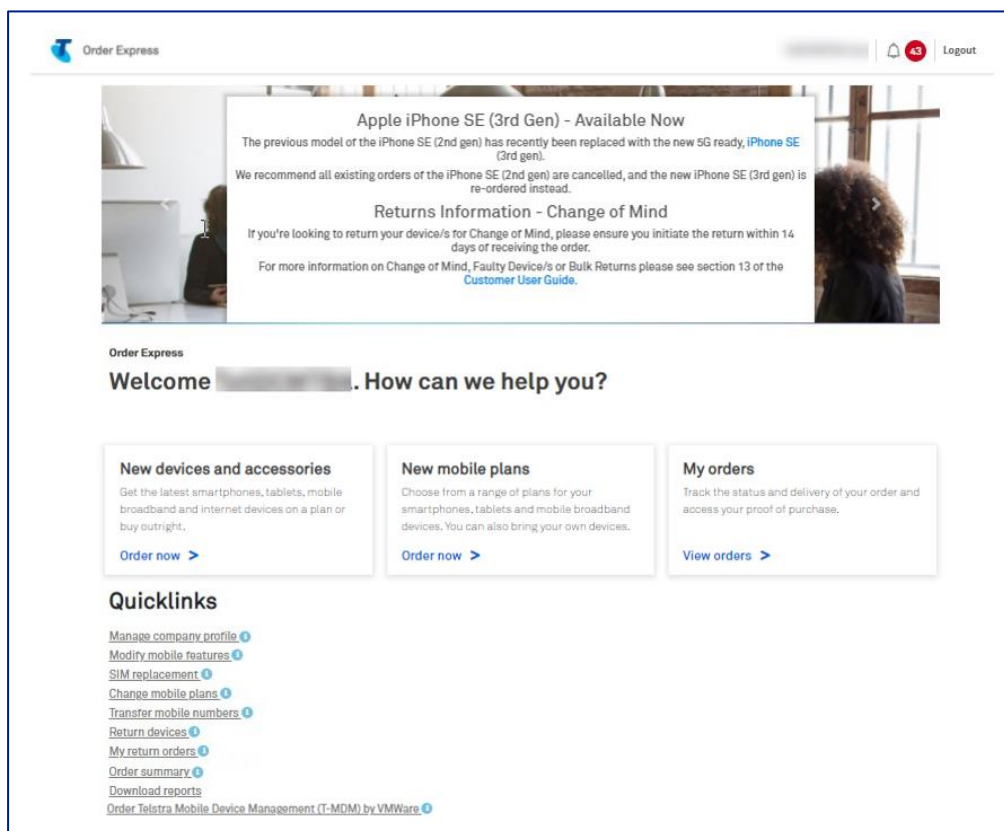 Order Express
43
Logout
Apple iPhone SE (3rd Gen) - Available Now
The previous model of the iPhone SE (2nd gen) has recently been replaced with the new 5G ready, iPhone SE
(3rd gen).
We recommend all existing orders of the iPhone SE (2nd gen) are cancelled, and the new iPhone SE (3rd gen) is
re-ordered instead.
Returns Information - Change of Mind
If you're looking to return your device/s for Change of Mind, please ensure you initiate the return within 14
days of receiving the order.
For more information on Change of Mind, Faulty Device/s or Bulk Returns please see section 13 of the
Customer User Guide.
Order Express
Welcome . How can we help you?
New devices and accessories
Get the latest smartphones, tablets, mobile
broadband and internet devices on a plan or
buy outright.
Order now >
New mobile plans
Choose from a range of plans for your
smartphones, tablets and mobile broadband
devices. You can also bring your own devices.
Order now >
My orders
Track the status and delivery of your order and
access your proof of purchase.
View orders >
Quicklinks
Manage company profile
Modify mobile features
SIM replacement
Change mobile plans
Transfer mobile numbers
Return devices
My return orders
Order summary
Download reports
Order Telstra Mobile Device Management (T-MDM) by VMWare